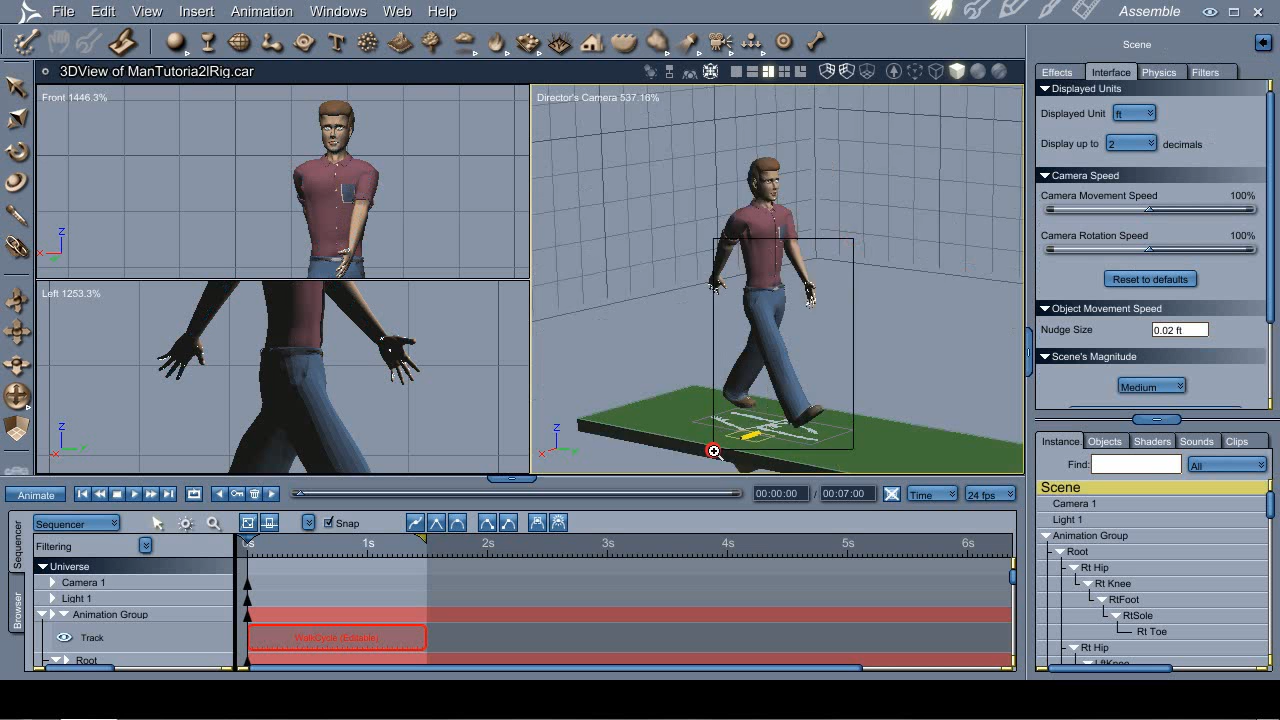 File Edit View Insert Animation Windows Web Help
Assemble
3DView of ManTutoria2lRig.car
Front 1446.3%
Z
X
Left 1253.3%
Z
X
Y
Director's Camera 537.16%
Z
X
Y
Scene
Effects Interface Physics Filters
Displayed Units
Displayed Unit ft
Display up to 2 decimals
Camera Speed
Camera Movement Speed 100%
Camera Rotation Speed 100%
Reset to defaults
Object Movement Speed
Nudge Size 0.02 ft
Scene's Magnitude
Medium
Instance. Objects Shaders Sounds Clips
Find: All
Scene
Camera 1
Light 1
Animation Group
Root
Rt Hip
Rt Knee
RtFoot
RtSole
Rt Toe
Rt Hip
LftKnee
Animate
00:00:00 / 00:07:00 Time 24 fps
Sequencer
Browser
Sequencer
Snap
Filtering
0s 1s 2s 3s 4s 5s 6s
Universe
Camera 1
Light 1
Animation Group
Track
WalkCycle (Editable)
Root